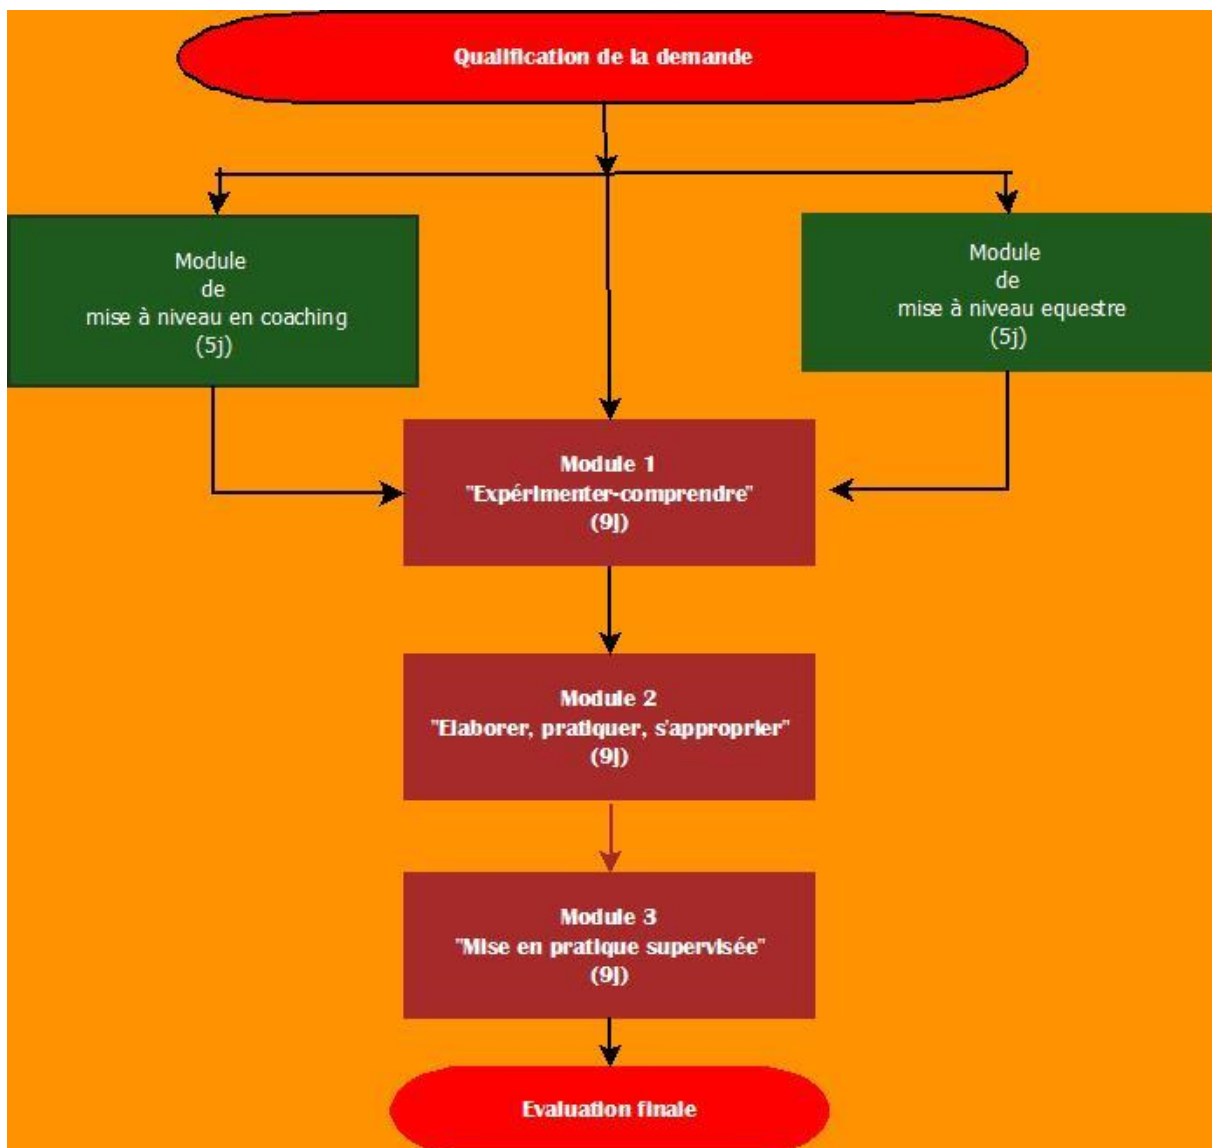 Qualification de la demande
Module
de
mise à niveau en coaching
(5j)
Module
de
mise à niveau equestre
(5j)
Module 1
"Expérimenter-comprendre"
(9j)
Module 2
"Elaborer, pratiquer, s'approprier"
(9j)
Module 3
"Mise en pratique supervisée"
(9j)
Evaluation finale